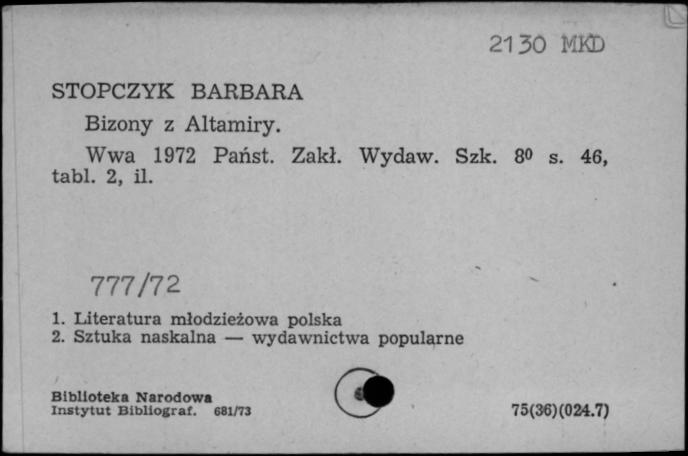 2130 MKD
STOPCZYK BARBARA
Bizony z Altamiry.
Wwa 1972 Państ. Zakł. Wydaw. Szk. 8⁰ s. 46,
tabl. 2, il.
777/72
1. Literatura młodzieżowa polska
2. Sztuka naskalna — wydawnictwa popularne
Biblioteka Narodowa
Instytut Bibliograf. 681/73
75(36)(024.7)